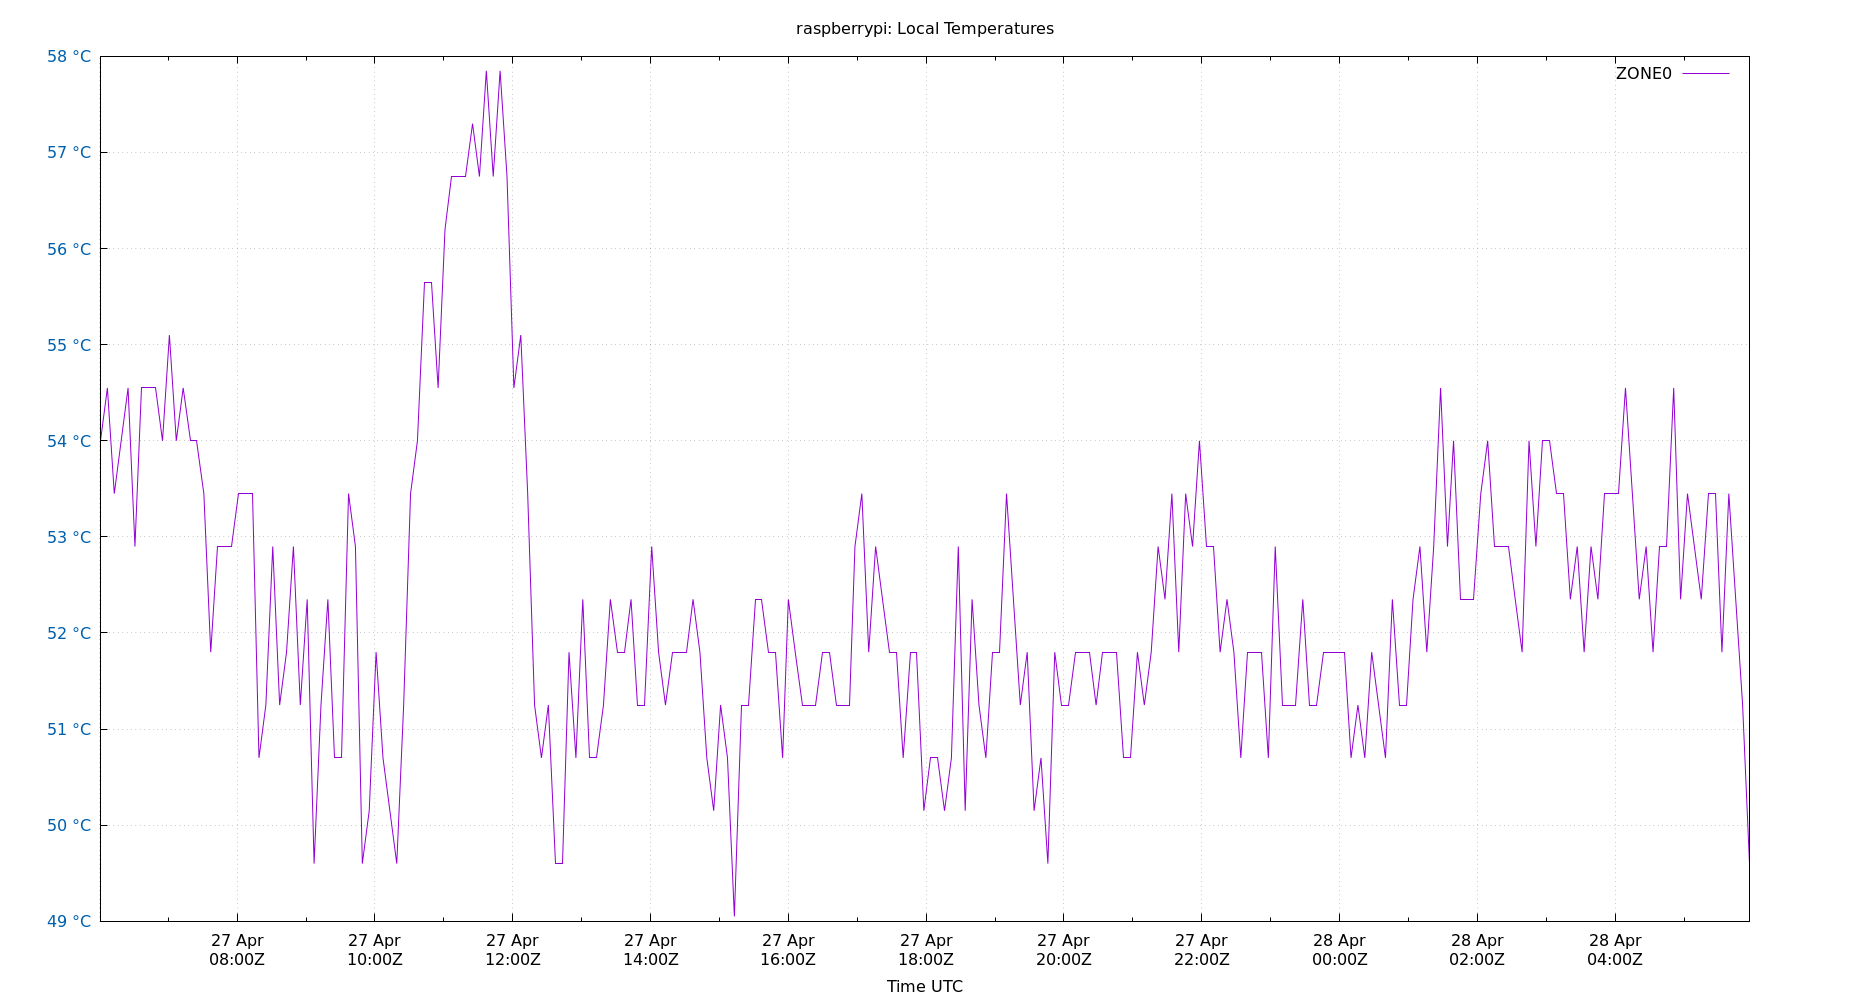 raspberrypi: Local Temperatures
ZONE0
58 °C
57 °C
56 °C
55 °C
54 °C
53 °C
52 °C
51 °C
50 °C
49 °C
27 Apr
08:00Z
27 Apr
10:00Z
27 Apr
12:00Z
27 Apr
14:00Z
27 Apr
16:00Z
27 Apr
18:00Z
27 Apr
20:00Z
27 Apr
22:00Z
28 Apr
00:00Z
28 Apr
02:00Z
28 Apr
04:00Z
Time UTC